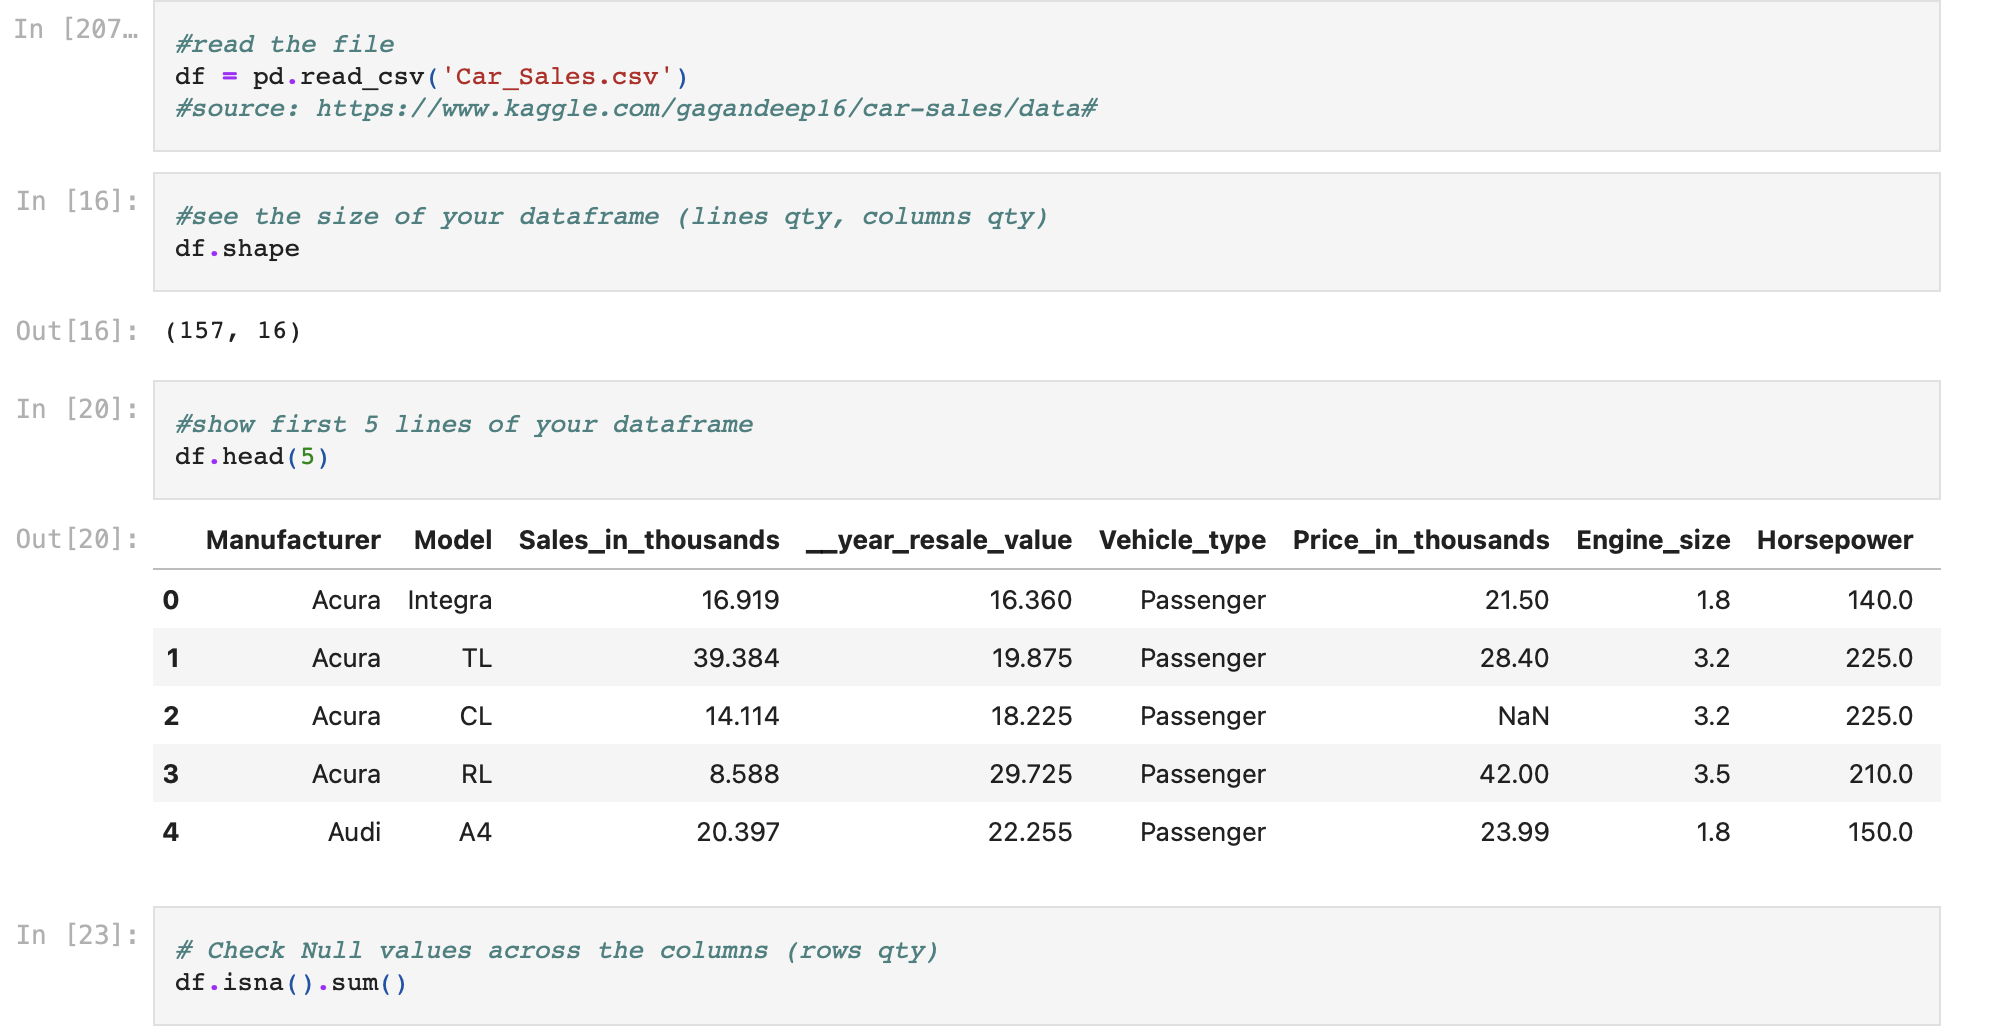 In [207…
#read the file
df = pd.read_csv('Car_Sales.csv')
#source: https://www.kaggle.com/gagandeep16/car-sales/data#
In [16]:
#see the size of your dataframe (lines qty, columns qty)
df.shape
Out[16]: (157, 16)
In [20]:
#show first 5 lines of your dataframe
df.head(5)
Out[20]: Manufacturer Model Sales_in_thousands __year_resale_value Vehicle_type Price_in_thousands Engine_size Horsepower
0 Acura Integra 16.919 16.360 Passenger 21.50 1.8 140.0
1 Acura TL 39.384 19.875 Passenger 28.40 3.2 225.0
2 Acura CL 14.114 18.225 Passenger NaN 3.2 225.0
3 Acura RL 8.588 29.725 Passenger 42.00 3.5 210.0
4 Audi A4 20.397 22.255 Passenger 23.99 1.8 150.0
In [23]:
# Check Null values across the columns (rows qty)
df.isna().sum()